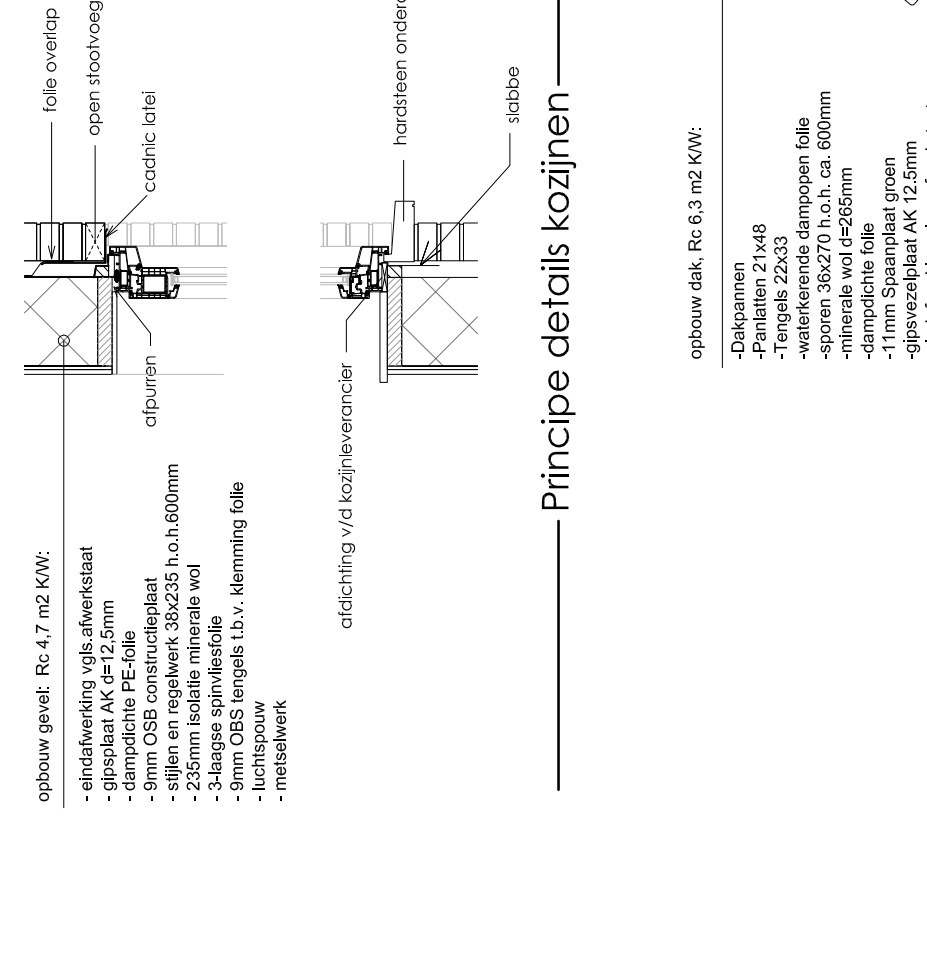 folie overlap
open stootvoeg
cadnic latei
afpurren
opbouw gevel: Rc 4,7 m2 K/W:
- eindafwerking vgls.afwerkstaat
- gipsplaat AK d=12,5mm
- dampdichte PE-folie
- 9mm OSB constructieplaat
- stijlen en regelwerk 38x235 h.o.h.600mm
- 235mm isolatie minerale wol
- 3-laagse spinvliesfolie
- 9mm OBS tengels t.b.v. klemming folie
- luchtspouw
- metselwerk
hardsteen onderd
slabbe
afdichting v/d kozijnleverancier
Principe details kozijnen
opbouw dak, Rc 6,3 m2 K/W:
-Dakpannen
-Panlatten 21x48
-Tengels 22x33
-waterkerende dampopen folie
-sporen 36x270 h.o.h. ca. 600mm
-minerale wol d=265mm
-dampdichte folie
-11mm Spaanplaat groen
-gipsvezelplaat AK 12.5mm